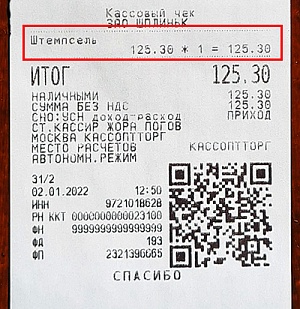 Кассовый чек
ЗАО ШПЛИНЬК
Штемпсель
125.30 * 1 = 125.30
ИТОГ 125.30
НАЛИЧНЫМИ 125.30
СУММА БЕЗ НДС 125.30
СНО:УСН доход-расход ПРИХОД
СТ.КАССИР ЖОРА ПОГОВ
МОСКВА КАССОПТТОРГ
МЕСТО РАСЧЕТОВ КАССОПТТОРГ
АВТОНОМН.РЕЖИМ
31/2
02.01.2022 12:50
ИНН 9721018628
РН ККТ 0000000000023100
ФН 9999999999999999
ФД 193
ФП 2321396665
СПАСИБО